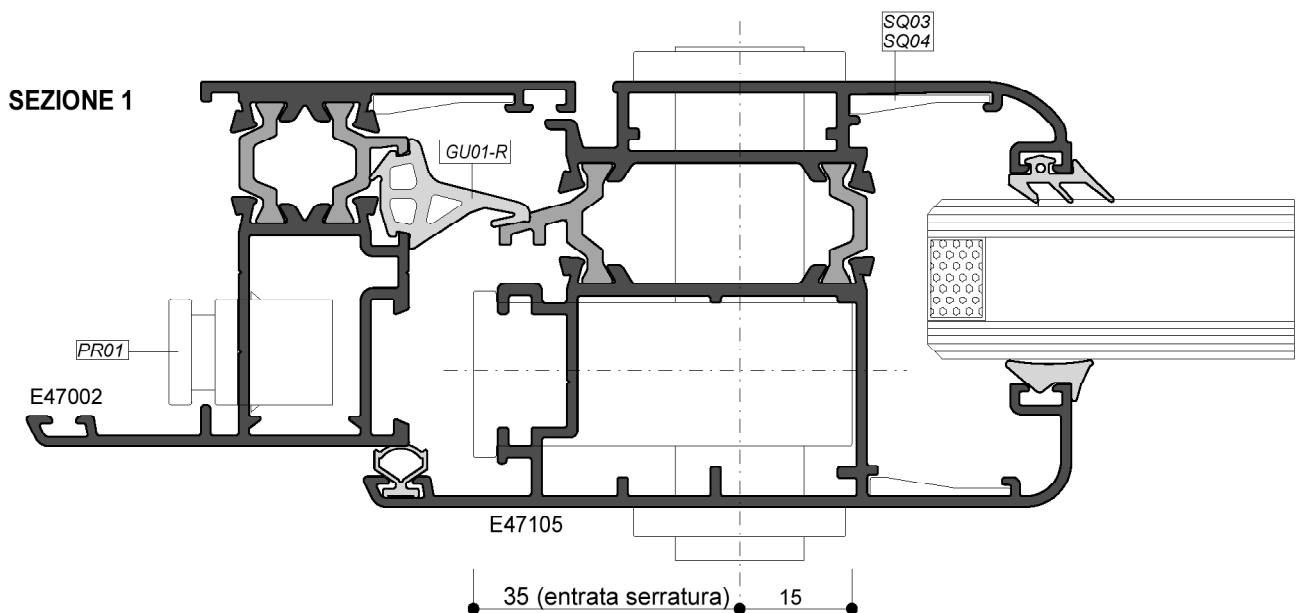 SQ03
SQ04
SEZIONE 1
GU01-R
PR01
E47002
E47105
35 (entrata serratura)
15